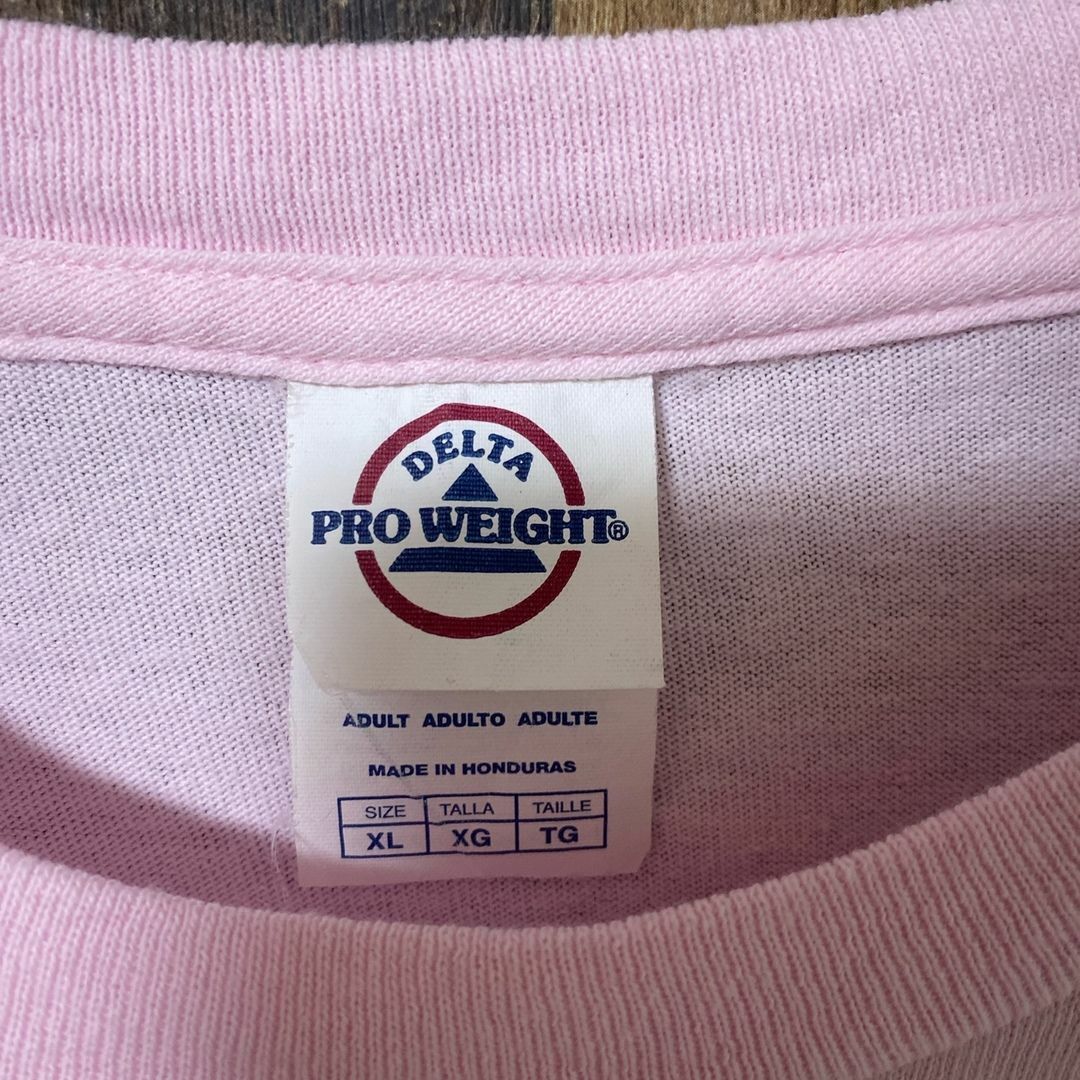 DELTA
PRO WEIGHT®
ADULT ADULTO ADULTE
MADE IN HONDURAS
SIZE TALLA TAILLE
XL XG TG